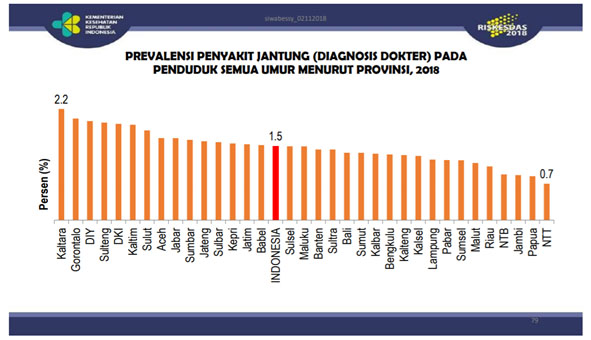 KEMENTERIAN
KESEHATAN
REPUBLIK
INDONESIA
siwabessy_02112018
RISKESDAS
2018
PREVALENSI PENYAKIT JANTUNG (DIAGNOSIS DOKTER) PADA
PENDUDUK SEMUA UMUR MENURUT PROVINSI, 2018
Persen (%)
2.2
1.5
0.7
Kaltara
Gorontalo
DIY
Sulteng
DKI
Kaltim
Sulut
Aceh
Jabar
Sumbar
Jateng
Sulbar
Kepri
Jatim
Babel
INDONESIA
Sulsel
Maluku
Banten
Sultra
Bali
Sumut
Kalbar
Bengkulu
Kalteng
Kalsel
Lampung
Pabar
Sumsel
Malut
Riau
NTB
Jambi
Papua
NTT
79